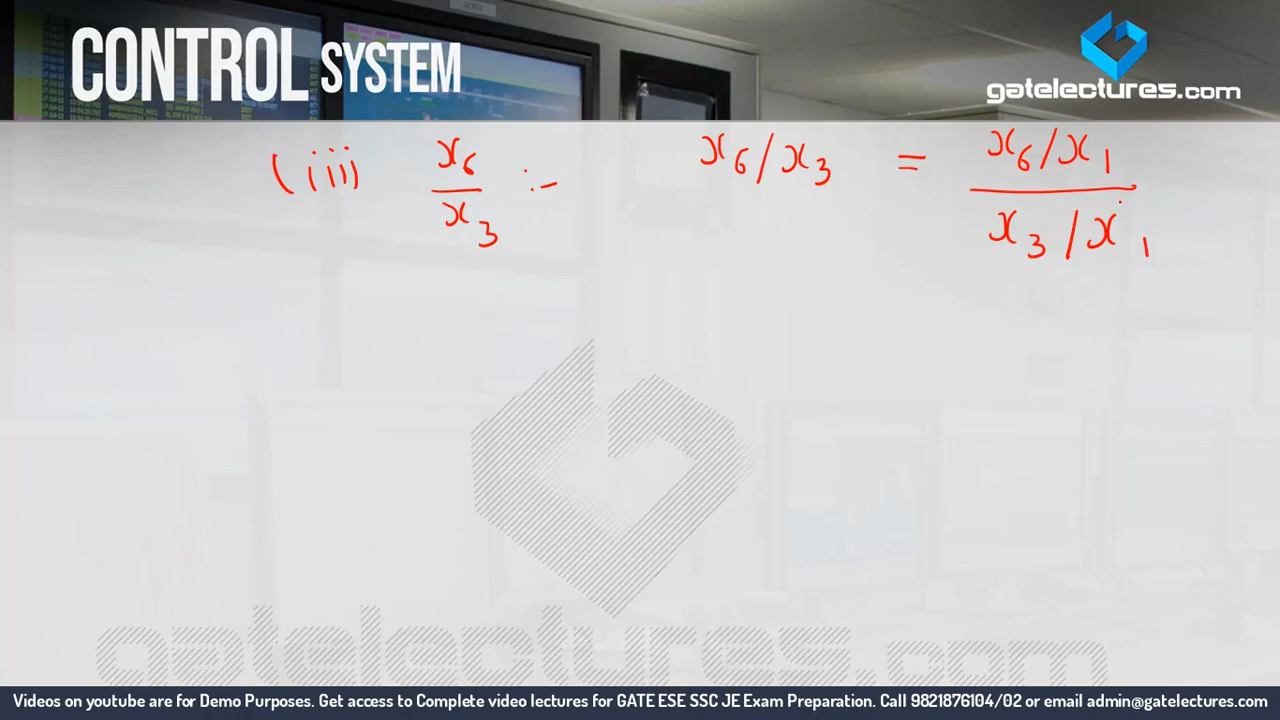 CONTROL SYSTEM
gatelectures.com
(iii) x6/x3 :- x6/x3 = x6/x1
x3/x1
gatelectures.com
Videos on youtube are for Demo Purposes. Get access to Complete video lectures for GATE ESE SSC JE Exam Preparation. Call 9821876104/02 or email admin@gatelectures.com